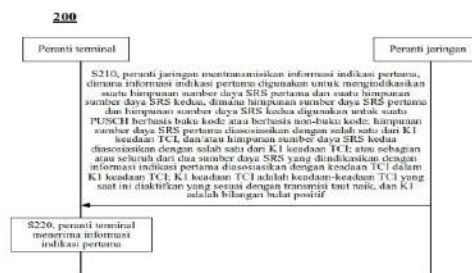 200
Peranti terminal
Peranti jaringan
S210, peranti jaringan mentransmisikan informasi indikasi pertama,
dimana informasi indikasi pertama digunakan untuk mengindikasikan
suatu himpunan sumber daya SRS pertama dan suatu himpunan
sumber daya SRS kedua, dimana himpunan sumber daya SRS pertama
dan himpunan sumber daya SRS kedua digunakan untuk suatu
PUSCH berbasis buku kode atau berbasis non-buku kode; himpunan
sumber daya SRS pertama diasosiasikan dengan salah satu dari K1
keadaan TCI, dan/atau himpunan sumber daya SRS kedua
diasosiasikan dengan salah satu dari K1 keadaan TCI; atau sebagian
atau seluruh dari dua sumber daya SRS yang diindikasikan dengan
informasi indikasi pertama diasosiasikan dengan keadaan TCI dalam
K1 keadaan TCI; K1 keadaan TCI adalah keadaan-keadaan TCI yang
saat ini diaktifkan yang sesuai dengan transmisi taut naik, dan K1
adalah bilangan bulat positif
S220, peranti terminal
menerima informasi
indikasi pertama